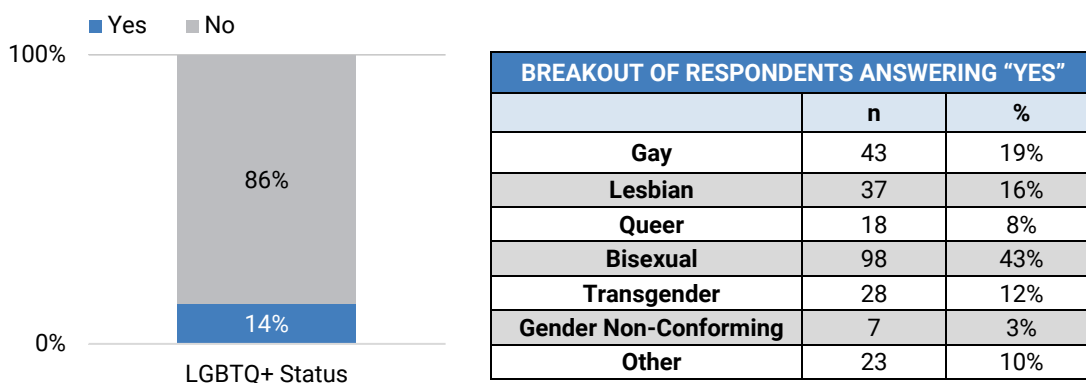 Yes No
100%
86%
14%
0%
LGBTQ+ Status
BREAKOUT OF RESPONDENTS ANSWERING “YES”
n %
Gay 43 19%
Lesbian 37 16%
Queer 18 8%
Bisexual 98 43%
Transgender 28 12%
Gender Non-Conforming 7 3%
Other 23 10%